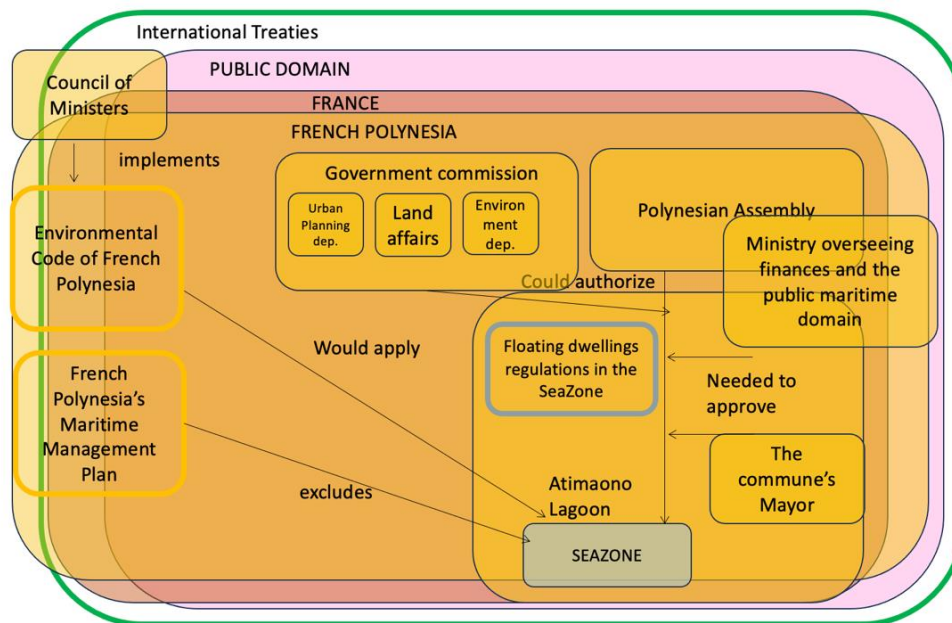 International Treaties
Council of
Ministers
PUBLIC DOMAIN
FRANCE
FRENCH POLYNESIA
implements
Government commission
Urban
Planning
dep.
Land
affairs
Environ
ment
dep.
Polynesian Assembly
Ministry overseeing
finances and the
public maritime
domain
Environmental
Code of French
Polynesia
Could authorize
Would apply
Floating dwellings
regulations in the
SeaZone
Needed to
approve
French
Polynesia’s
Maritime
Management
Plan
The
commune’s
Mayor
excludes
Atimaono
Lagoon
SEAZONE